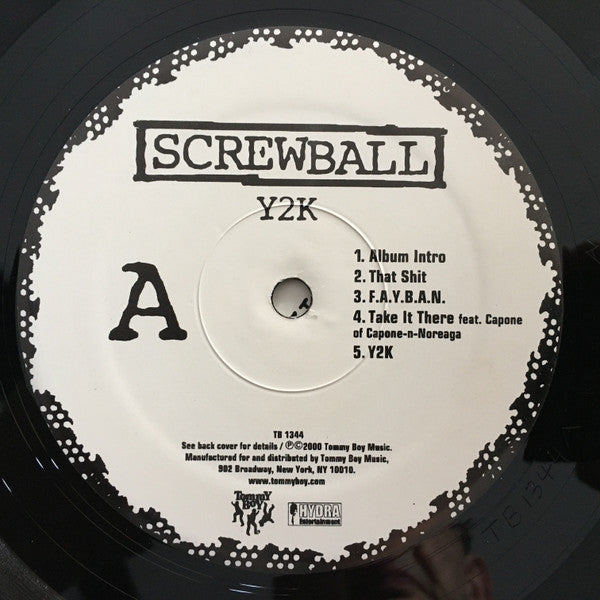 SCREWBALL
Y2K
A
1. Album Intro
2. That Shit
3. F.A.Y.B.A.N.
4. Take It There feat. Capone
of Capone-n-Noreaga
5. Y2K
TB 1344
See back cover for details / ℗©2000 Tommy Boy Music.
Manufactured for and distributed by Tommy Boy Music,
902 Broadway, New York, NY 10010.
www.tommyboy.com
Tommy Boy
HYDRA
Entertainment
TB 1344